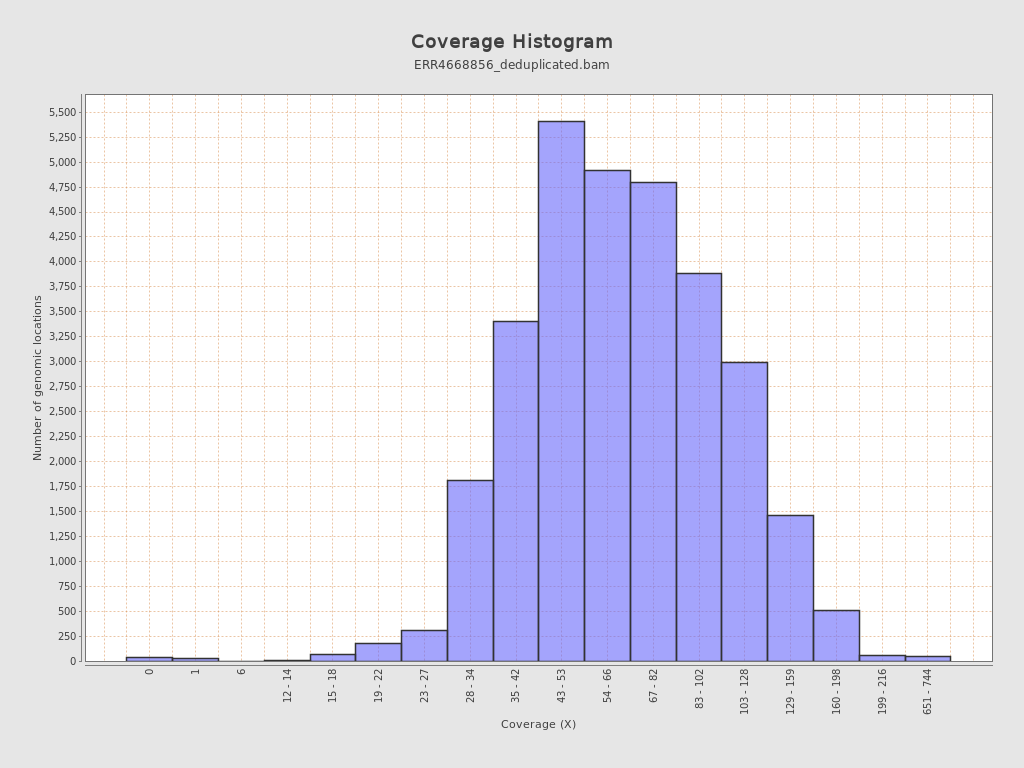 Coverage Histogram
ERR4668856_deduplicated.bam
Number of genomic locations
5,500
5,250
5,000
4,750
4,500
4,250
4,000
3,750
3,500
3,250
3,000
2,750
2,500
2,250
2,000
1,750
1,500
1,250
1,000
750
500
250
0
0
1
6
12 - 14
15 - 18
19 - 22
23 - 27
28 - 34
35 - 42
43 - 53
54 - 66
67 - 82
83 - 102
103 - 128
129 - 159
160 - 198
199 - 216
651 - 744
Coverage (X)